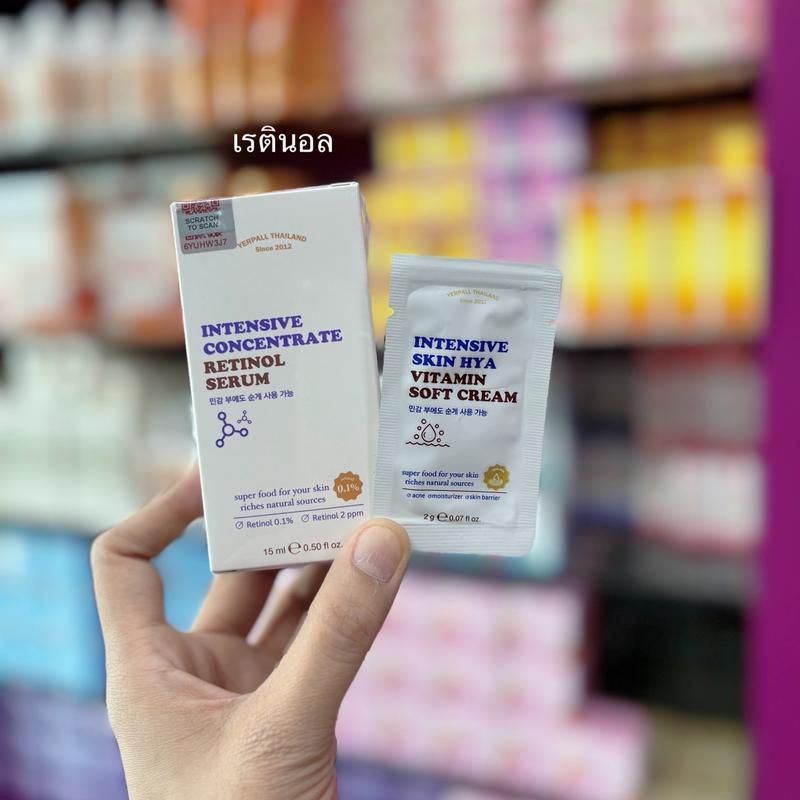 เรตินอล
SCRATCH
TO SCAN
6YUHW3J7
YERPALL THAILAND
Since 2012
INTENSIVE
CONCENTRATE
RETINOL
SERUM
민감 부에도 순게 사용 가능
super food for your skin
riches natural sources
0.1%
Retinol 0.1% Retinol 2 ppm
15 ml ℮ 0.50 fl oz.
YERPALL THAILAND
Since 2012
INTENSIVE
SKIN HYA
VITAMIN
SOFT CREAM
민감 부에도 순게 사용 가능
super food for your skin
riches natural sources
acne moisturizer skin barrier
2 g ℮ 0.07 fl oz.